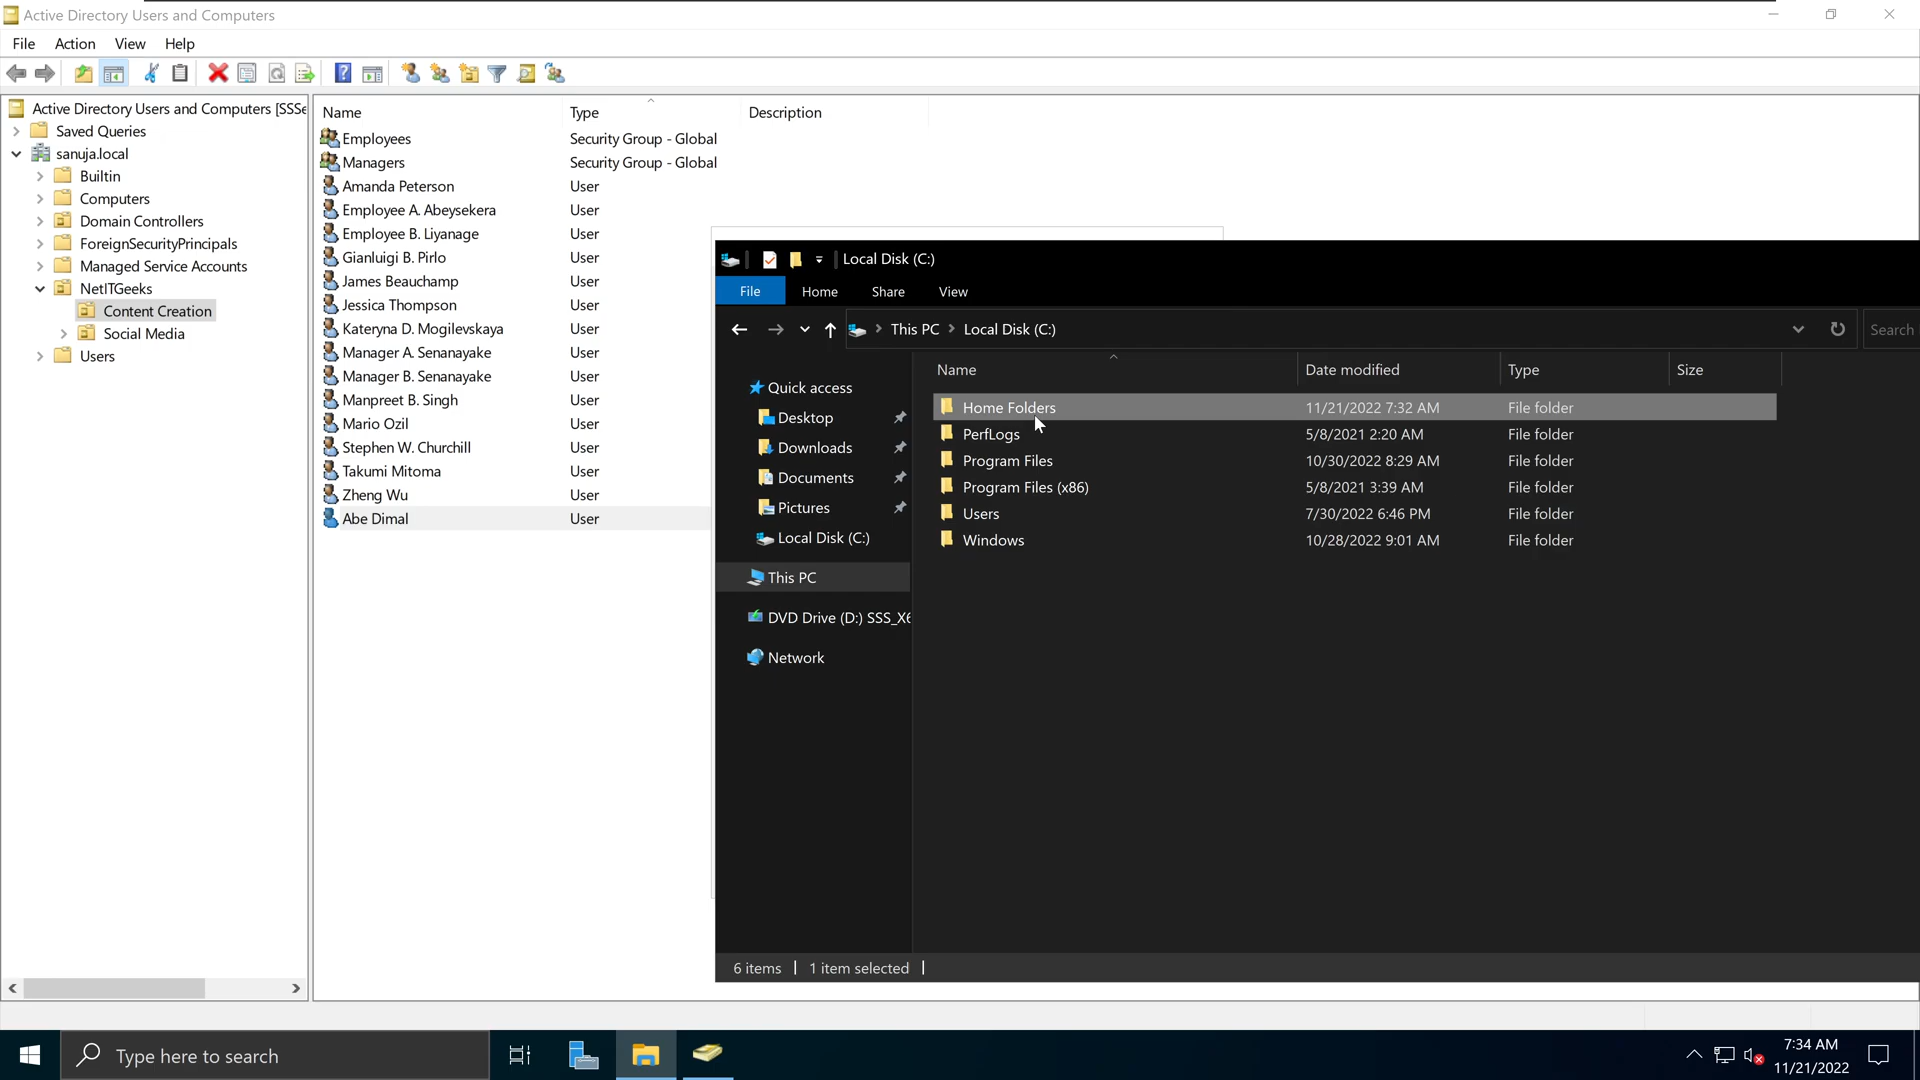 Active Directory Users and Computers
File Action View Help
Active Directory Users and Computers [SSSe
Saved Queries
sanuja.local
Builtin
Computers
Domain Controllers
ForeignSecurityPrincipals
Managed Service Accounts
NetITGeeks
Content Creation
Social Media
Users
Name Type Description
Employees Security Group - Global
Managers Security Group - Global
Amanda Peterson User
Employee A. Abeysekera User
Employee B. Liyanage User
Gianluigi B. Pirlo User
James Beauchamp User
Jessica Thompson User
Kateryna D. Mogilevskaya User
Manager A. Senanayake User
Manager B. Senanayake User
Manpreet B. Singh User
Mario Ozil User
Stephen W. Churchill User
Takumi Mitoma User
Zheng Wu User
Abe Dimal User
Local Disk (C:)
File Home Share View
This PC Local Disk (C:) Search
Quick access
Desktop
Downloads
Documents
Pictures
Local Disk (C:)
This PC
DVD Drive (D:) SSS_X6
Network
Name Date modified Type Size
Home Folders 11/21/2022 7:32 AM File folder
PerfLogs 5/8/2021 2:20 AM File folder
Program Files 10/30/2022 8:29 AM File folder
Program Files (x86) 5/8/2021 3:39 AM File folder
Users 7/30/2022 6:46 PM File folder
Windows 10/28/2022 9:01 AM File folder
6 items 1 item selected
Type here to search
7:34 AM
11/21/2022